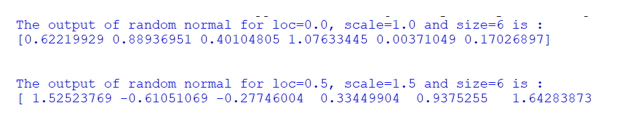 The output of random normal for loc=0.0, scale=1.0 and size=6 is :
[0.62219929 0.88936951 0.40104805 1.07633445 0.00371049 0.17026897]
The output of random normal for loc=0.5, scale=1.5 and size=6 is :
[ 1.52523769 -0.61051069 -0.27746004  0.33449904  0.9375255   1.64283873